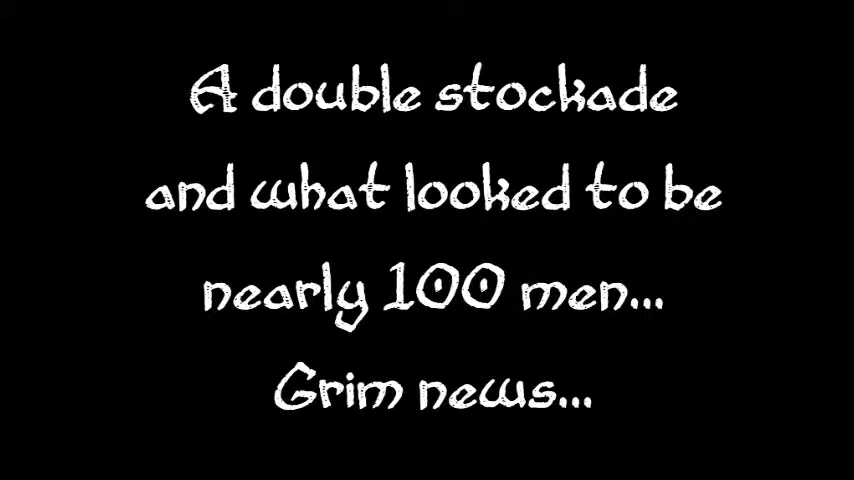 A double stockade
and what looked to be
nearly 100 men...
Grim news...